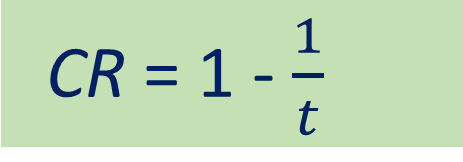 CR = 1 - 1/t